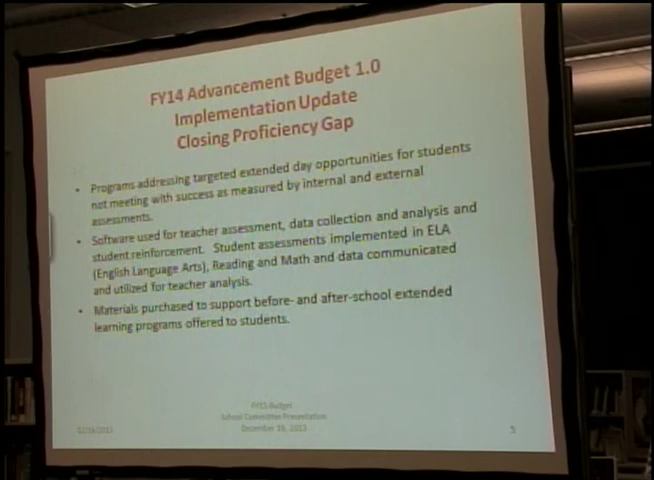 FY14 Advancement Budget 1.0
Implementation Update
Closing Proficiency Gap
• Programs addressing targeted extended day opportunities for students
not meeting with success as measured by internal and external
assessments.
• Software used for teacher assessment, data collection and analysis and
student reinforcement. Student assessments implemented in ELA
(English Language Arts), Reading and Math and data communicated
and utilized for teacher analysis.
• Materials purchased to support before- and after-school extended
learning programs offered to students.
Budget
School Committee Presentation
December 2013
5